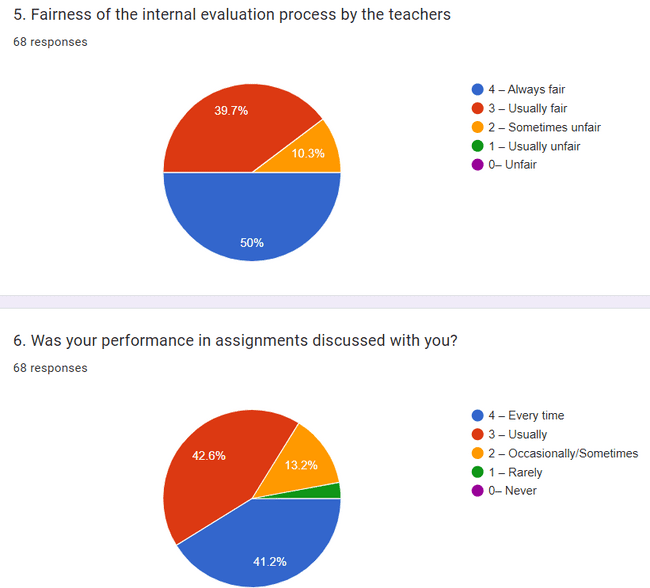 5. Fairness of the internal evaluation process by the teachers
68 responses
39.7%
10.3%
50%
4 – Always fair
3 – Usually fair
2 – Sometimes unfair
1 – Usually unfair
0– Unfair
6. Was your performance in assignments discussed with you?
68 responses
42.6%
13.2%
41.2%
4 – Every time
3 – Usually
2 – Occasionally/Sometimes
1 – Rarely
0– Never